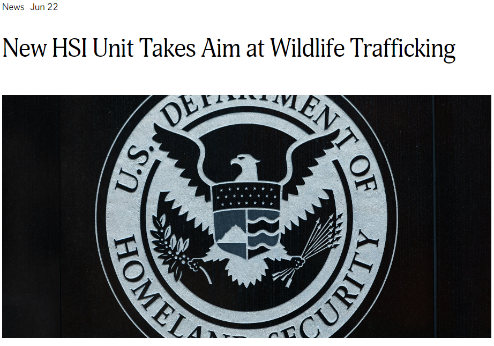 News Jun 22
New HSI Unit Takes Aim at Wildlife Trafficking
U.S. DEPARTMENT OF
HOMELAND SECURITY